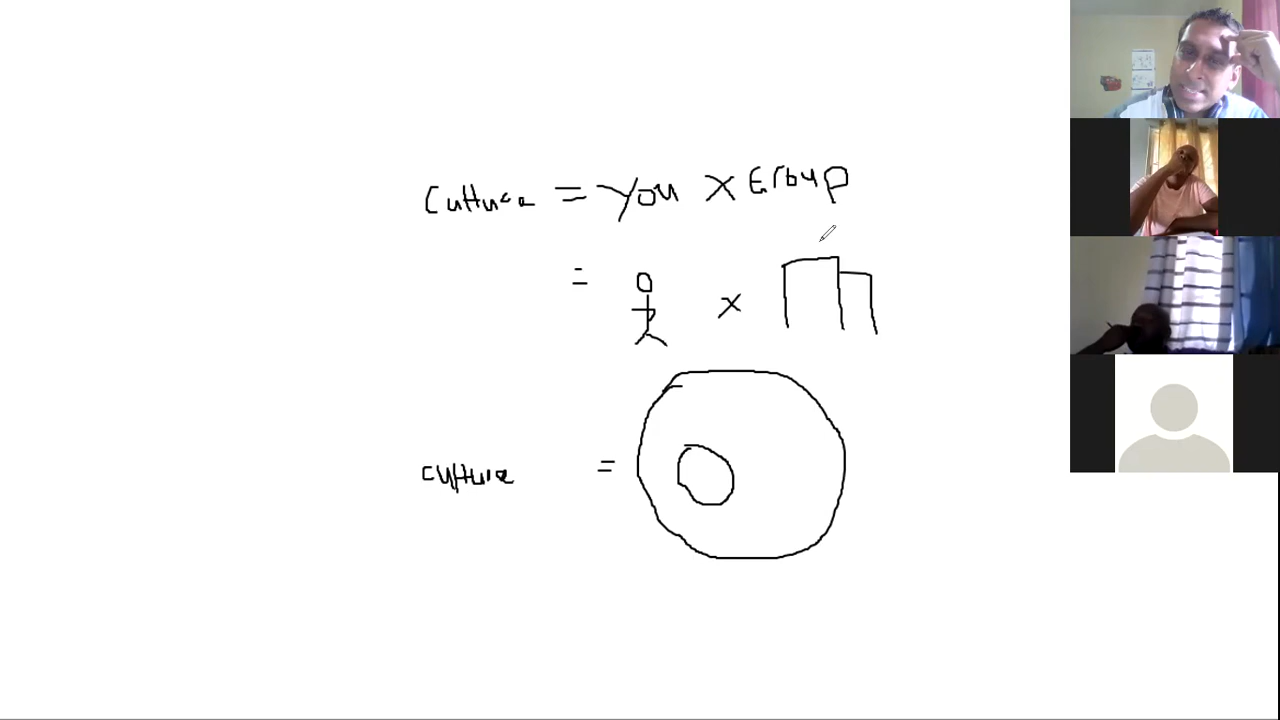 Culture = You X Group
= X
Culture =